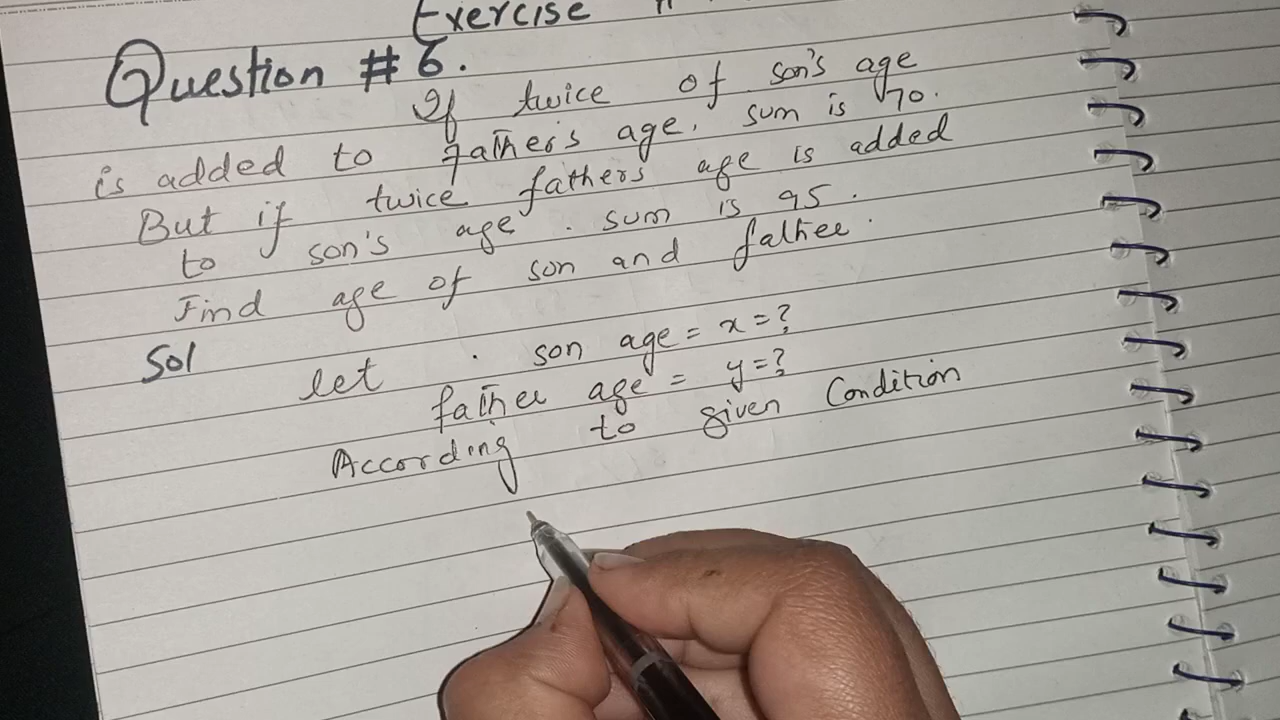 Exercise
Question # 6.
If twice of son's age
is added to father's age. sum is 70.
But if twice fathers age is added
to son's age. sum is 95.
Find age of son and father.
Sol
let son age = x = ?
father age = y = ?
According to given Condition